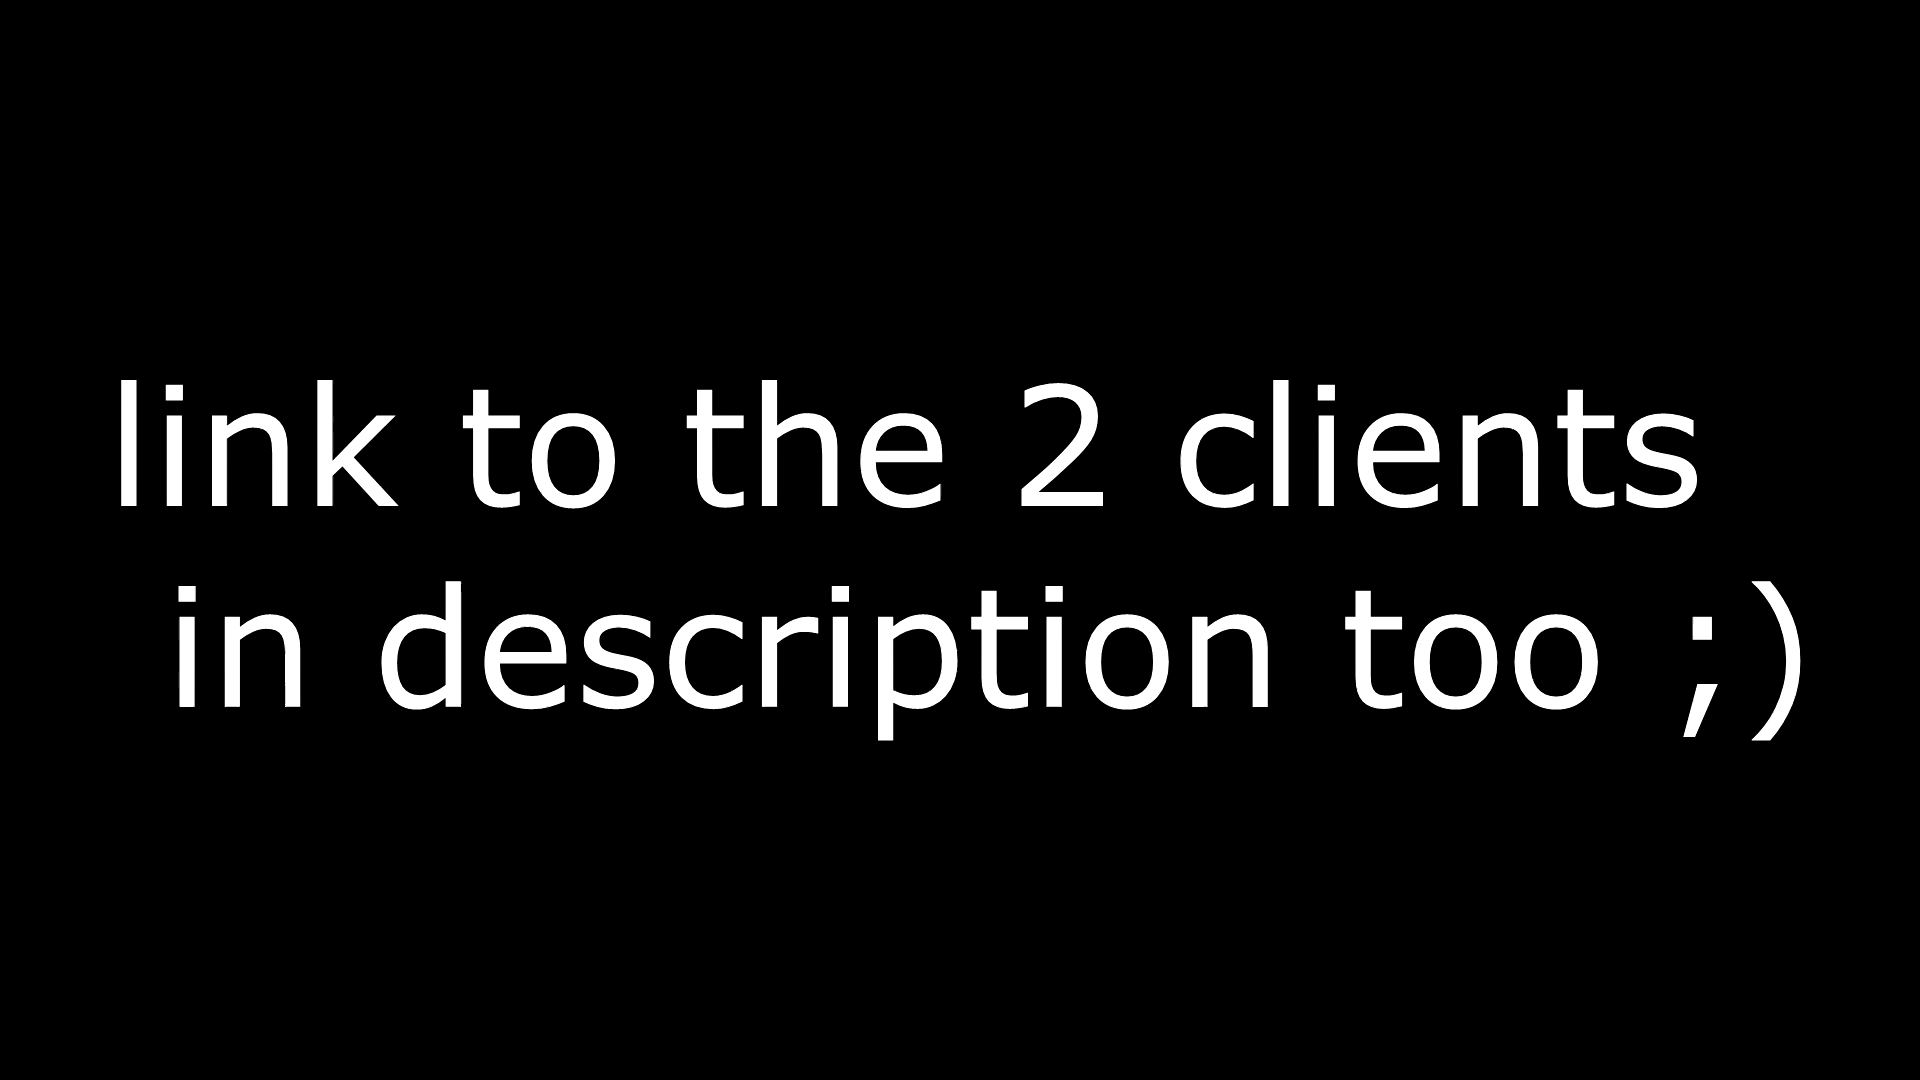 link to the 2 clients
in description too ;)